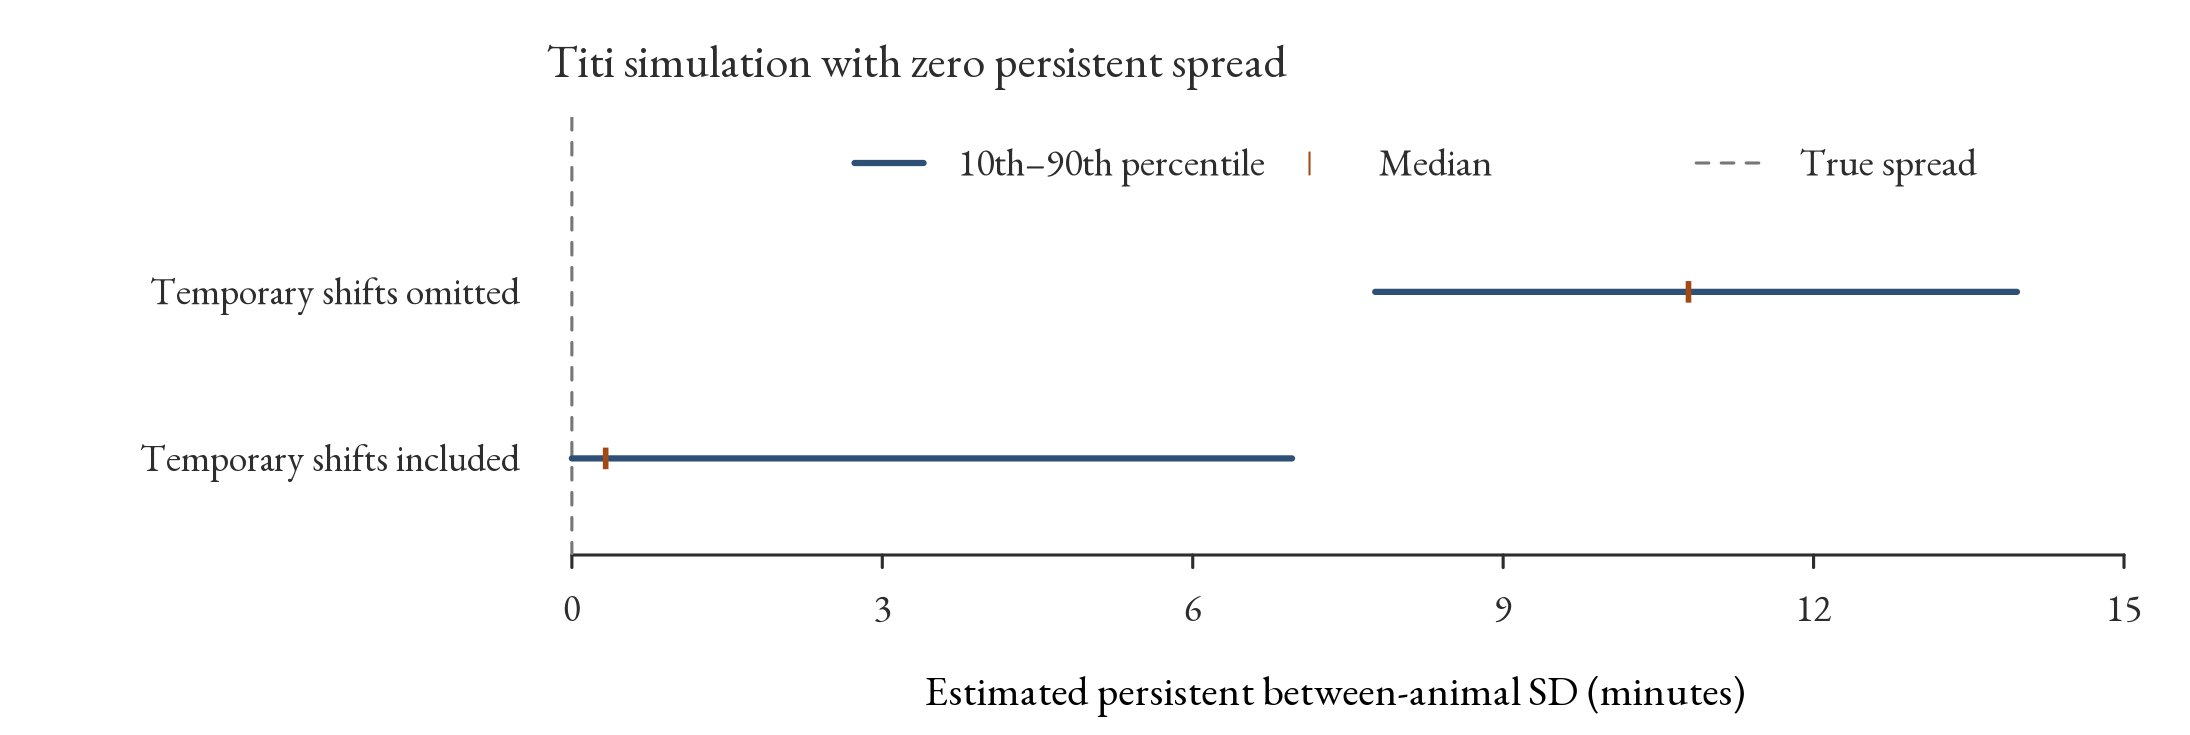 Titi simulation with zero persistent spread
10th–90th percentile
Median
True spread
Temporary shifts omitted
Temporary shifts included
0 3 6 9 12 15
Estimated persistent between-animal SD (minutes)